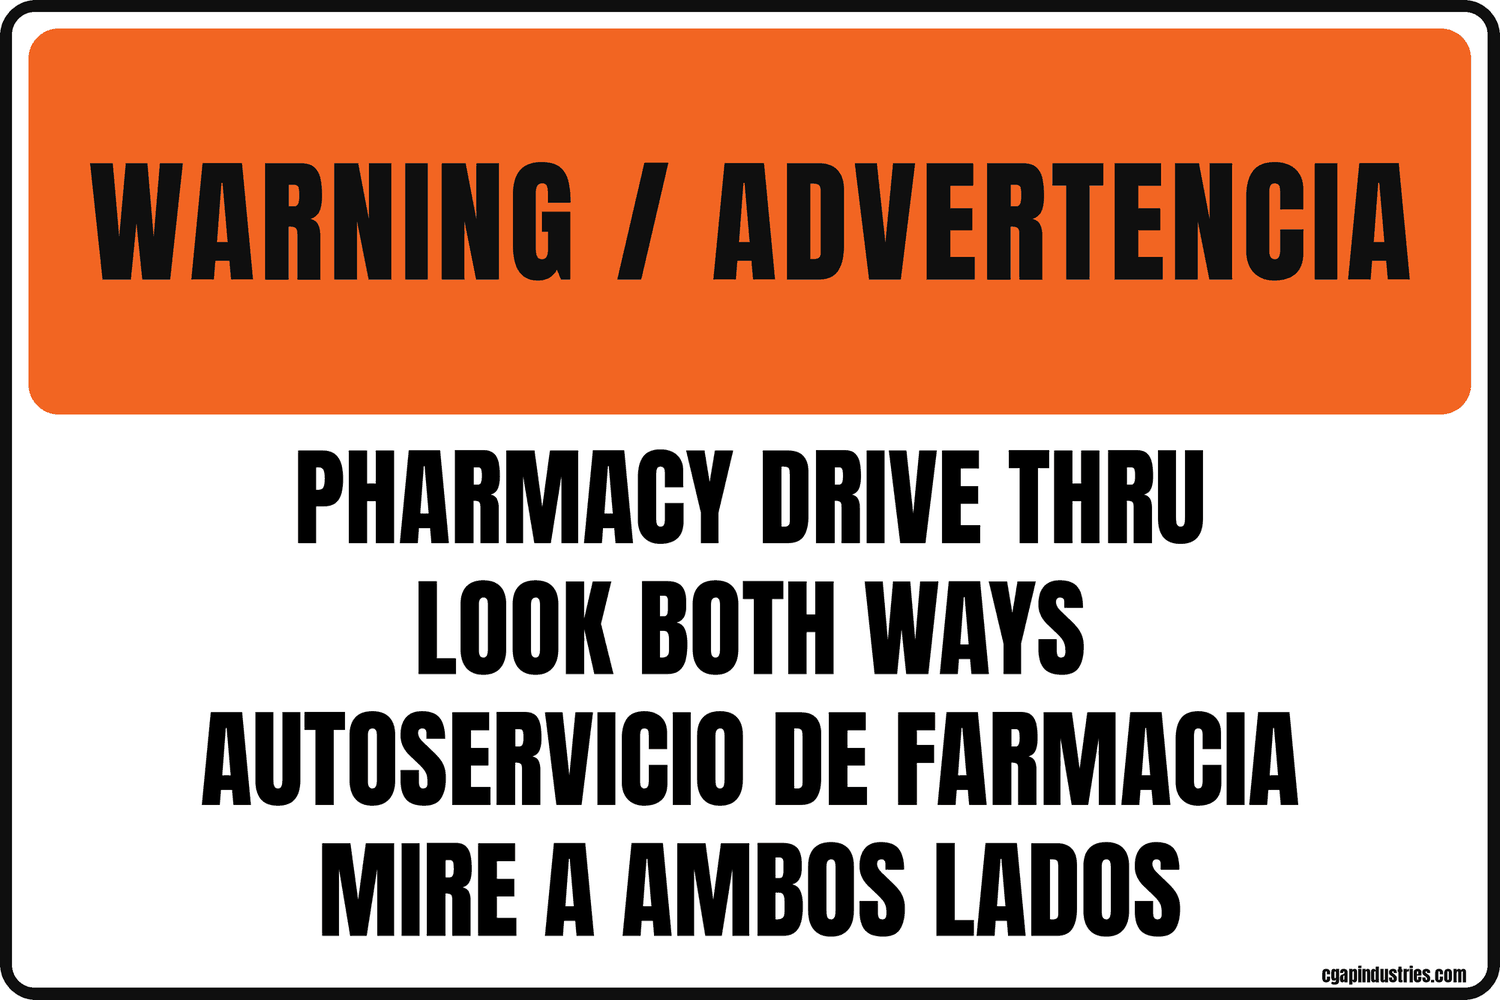 WARNING / ADVERTENCIA
PHARMACY DRIVE THRU
LOOK BOTH WAYS
AUTOSERVICIO DE FARMACIA
MIRE A AMBOS LADOS
cgapindustries.com